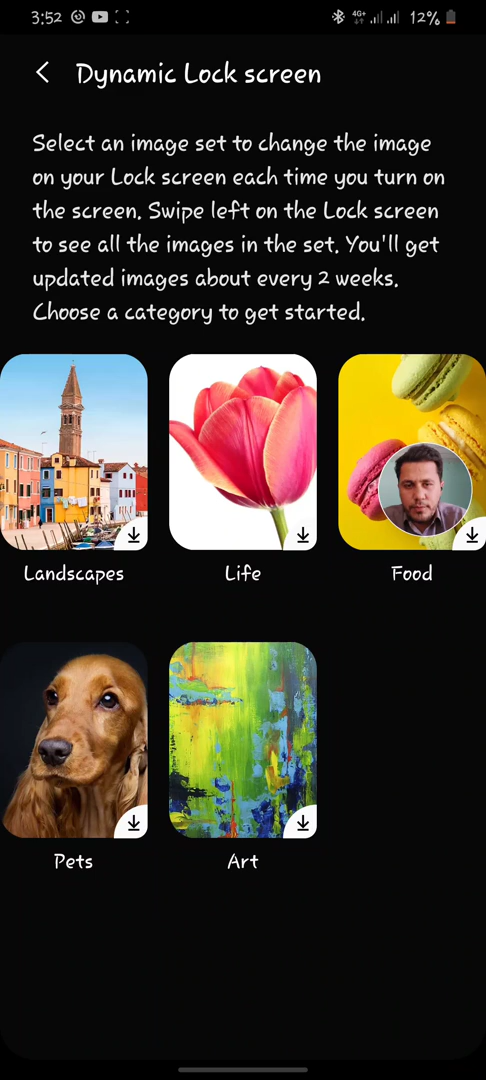 3:52 4G+ 12%
Dynamic Lock screen
Select an image set to change the image
on your Lock screen each time you turn on
the screen. Swipe left on the Lock screen
to see all the images in the set. You'll get
updated images about every 2 weeks.
Choose a category to get started.
Landscapes Life Food
Pets Art